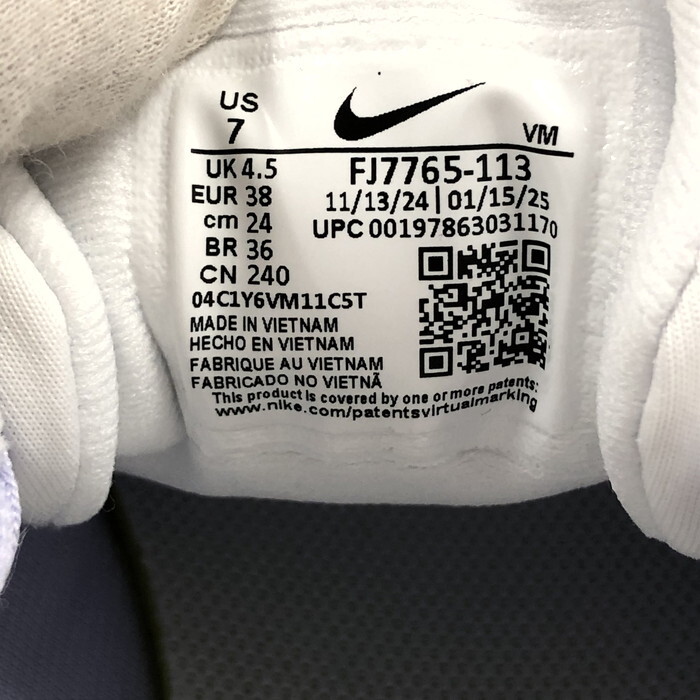 US
7
VM
UK 4.5
EUR 38
cm 24
BR 36
CN 240
FJ7765-113
11/13/24 | 01/15/25
UPC 00197863031170
04C1Y6VM11C5T
MADE IN VIETNAM
HECHO EN VIETNAM
FABRIQUE AU VIETNAM
FABRICADO NO VIETNÃ
This product is covered by one or more patents:
www.nike.com/patentsvirtualmarking